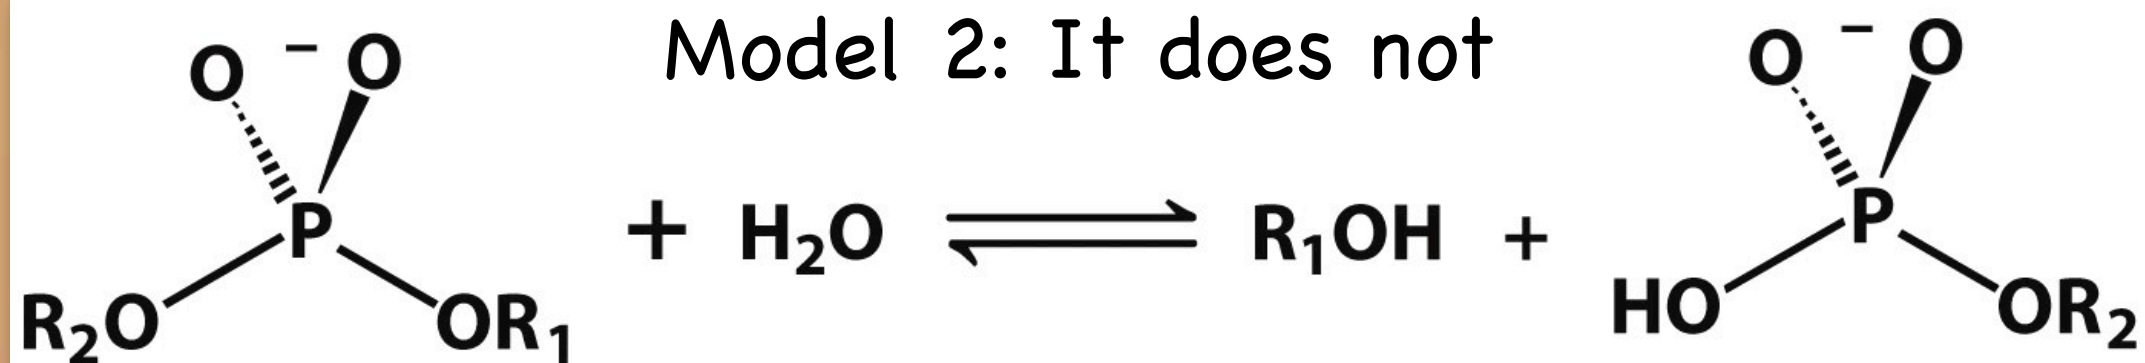 Model 2: It does not
O − O O − O
P + H₂O ⇌ R₁OH + P
R₂O OR₁ HO OR₂